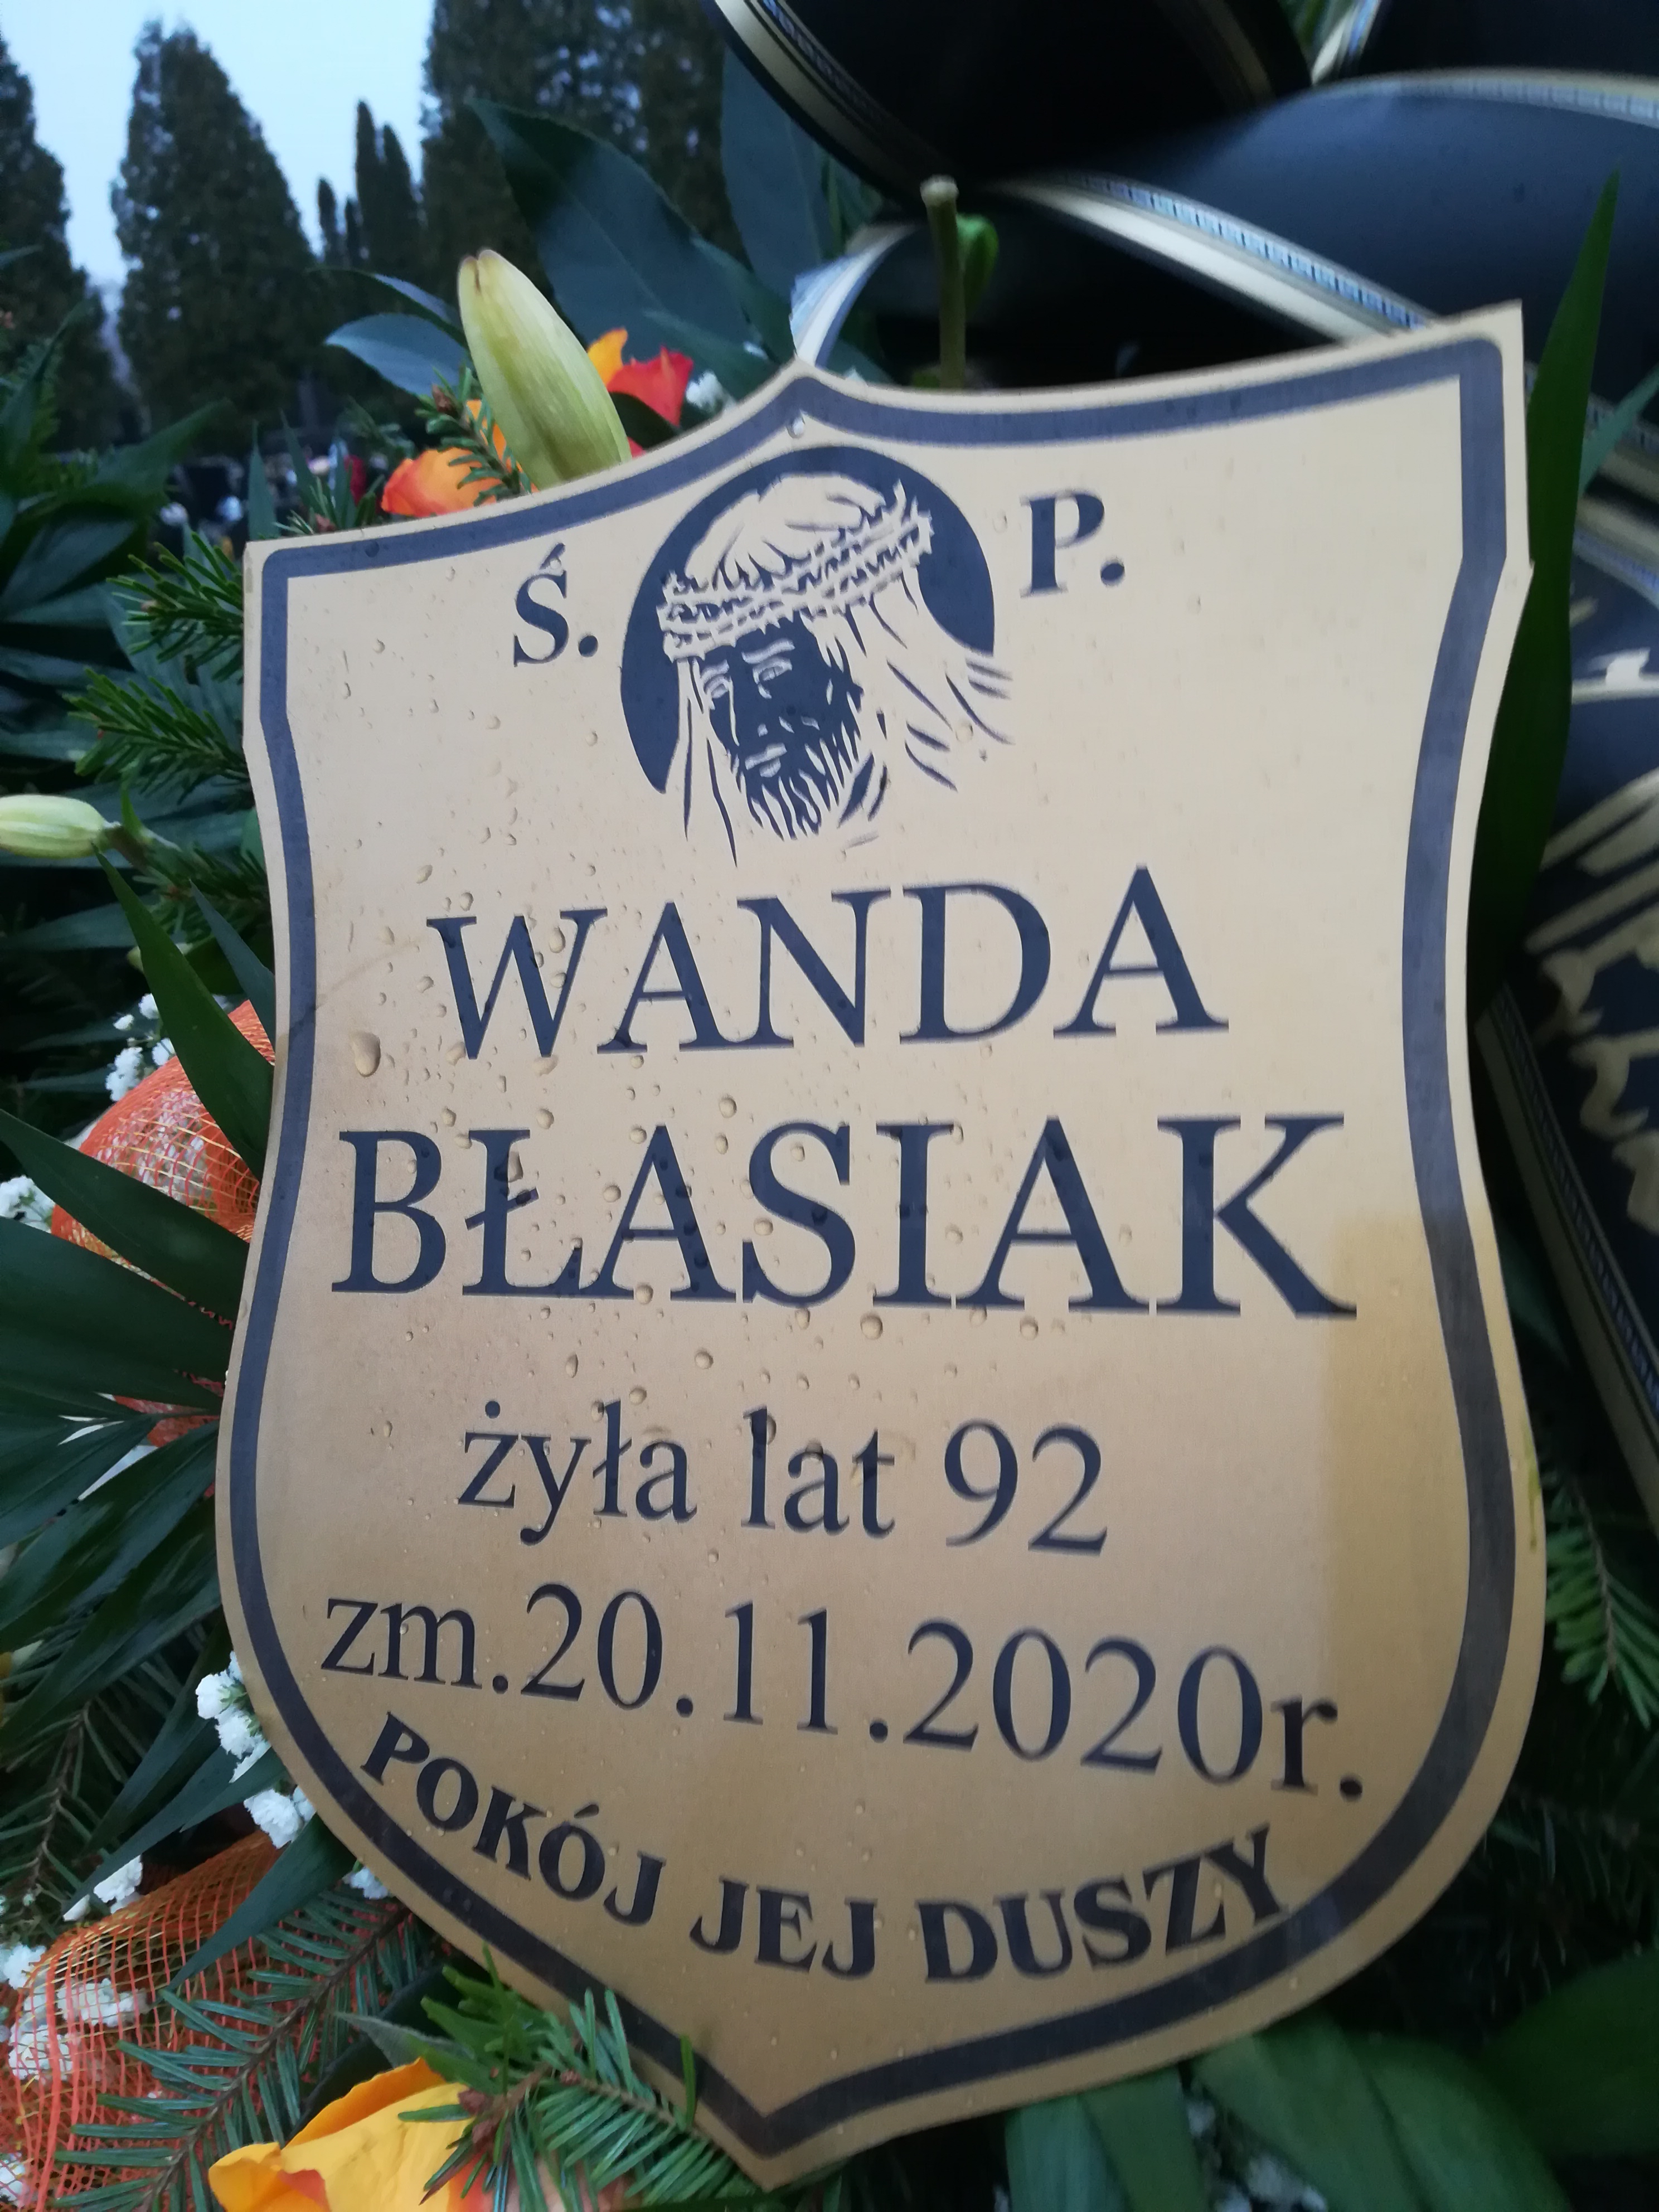 Ś. P.
WANDA
BŁASIAK
żyła lat 92
zm.20.11.2020r.
POKÓJ JEJ DUSZY